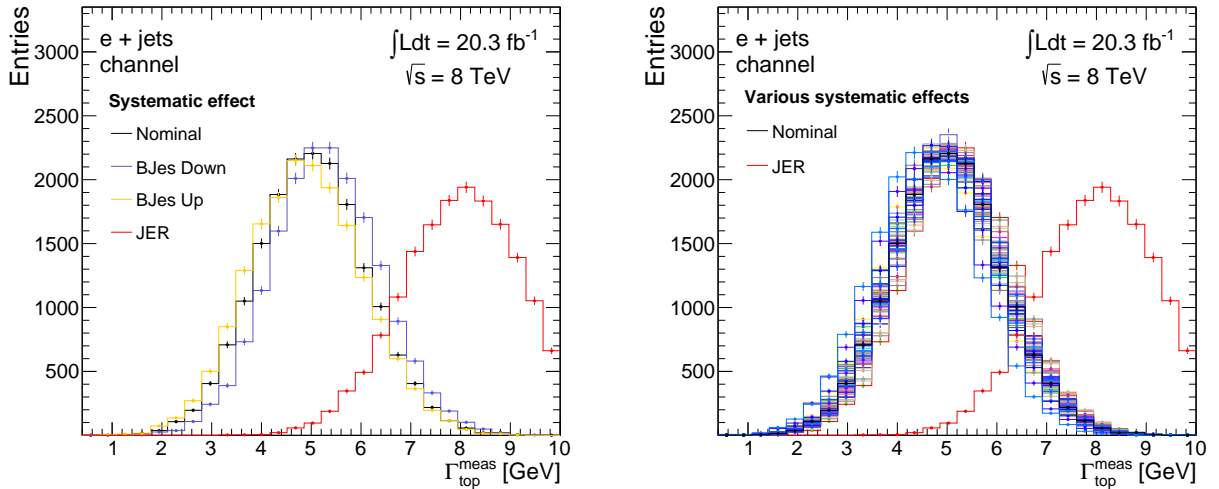 Entries
3000
2500
2000
1500
1000
500
e + jets
channel
∫Ldt = 20.3 fb⁻¹
√s = 8 TeV
Systematic effect
Nominal
BJes Down
BJes Up
JER
1 2 3 4 5 6 7 8 9 10
Γ_top^meas [GeV]
Entries
3000
2500
2000
1500
1000
500
e + jets
channel
∫Ldt = 20.3 fb⁻¹
√s = 8 TeV
Various systematic effects
Nominal
JER
1 2 3 4 5 6 7 8 9 10
Γ_top^meas [GeV]